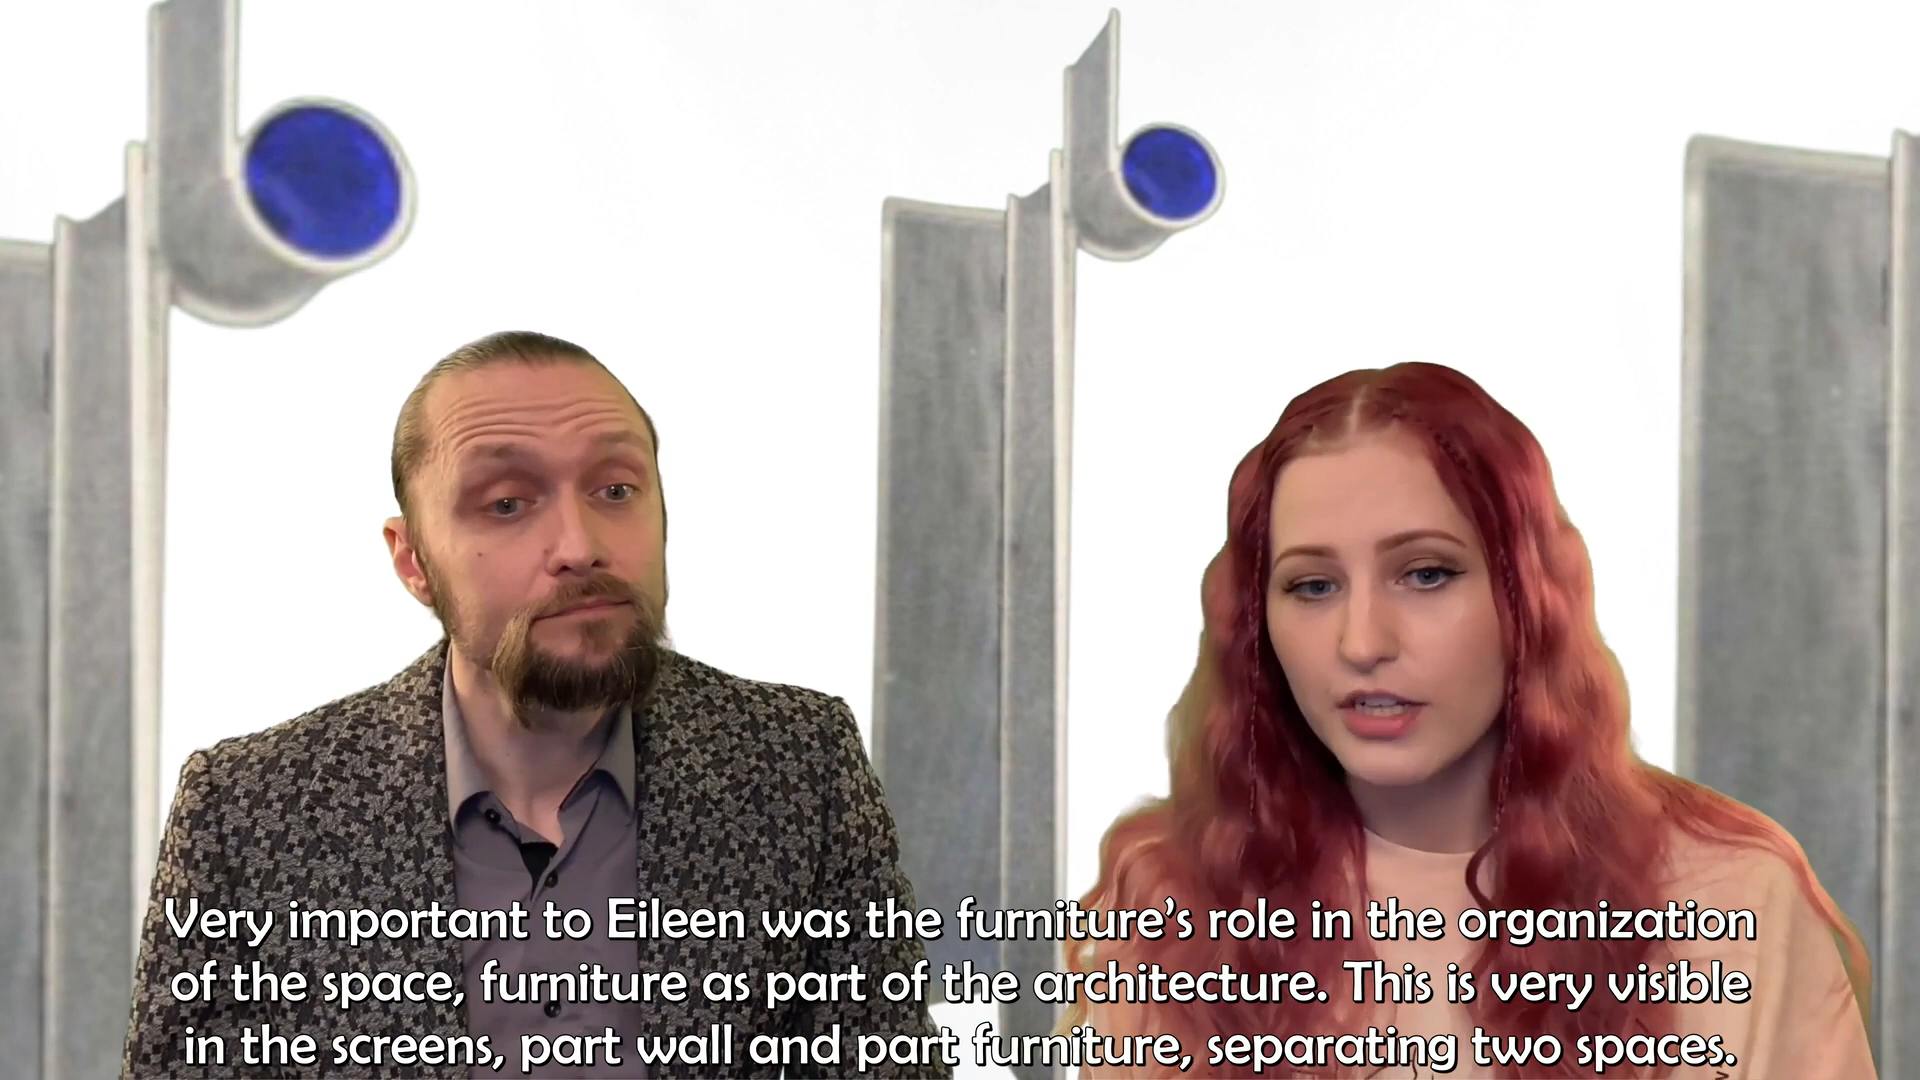 Very important to Eileen was the furniture’s role in the organization
of the space, furniture as part of the architecture. This is very visible
in the screens, part wall and part furniture, separating two spaces.